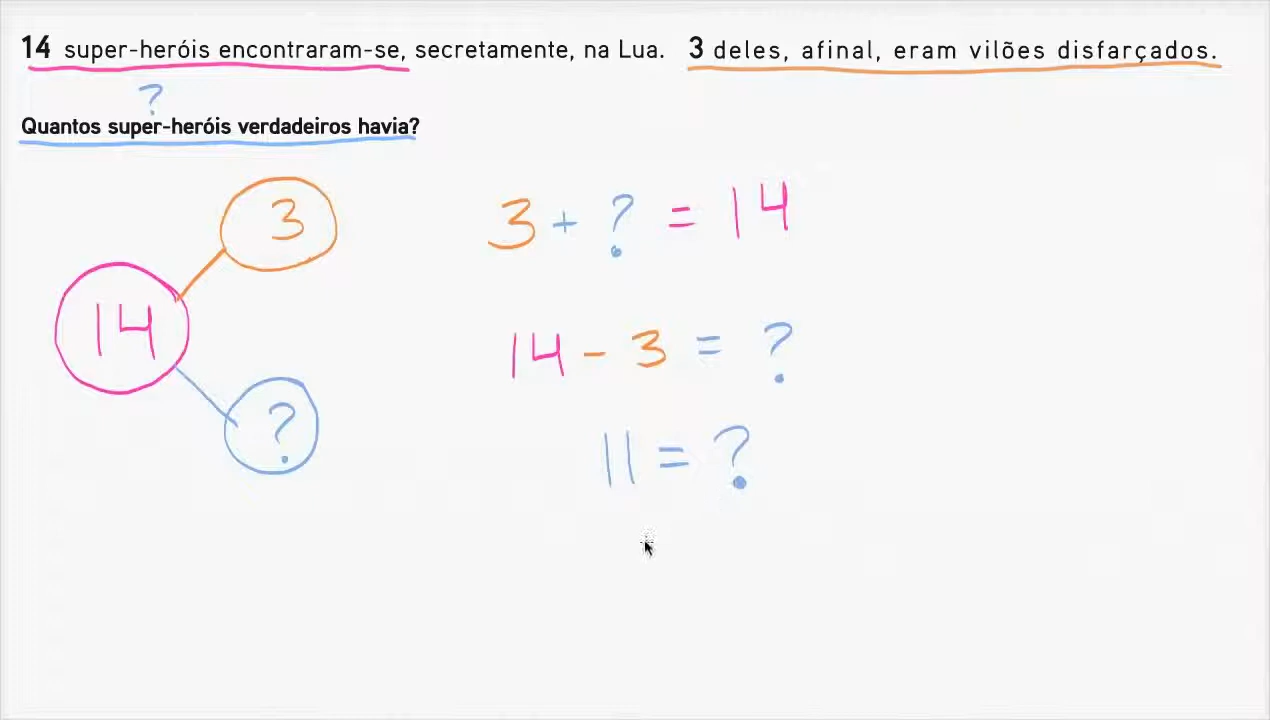 14 super-heróis encontraram-se, secretamente, na Lua. 3 deles, afinal, eram vilões disfarçados.
?
Quantos super-heróis verdadeiros havia?
3
3 + ? = 14
14
14 - 3 = ?
?
11 = ?